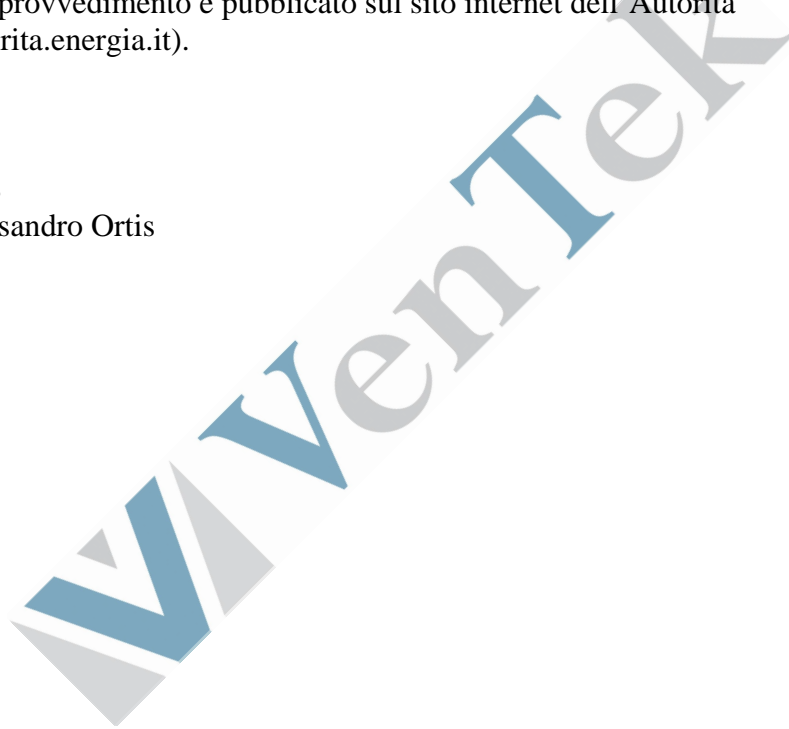 provvedimento è pubblicato sul sito internet dell'Autorità
rita.energia.it).
sandro Ortis
VenTek